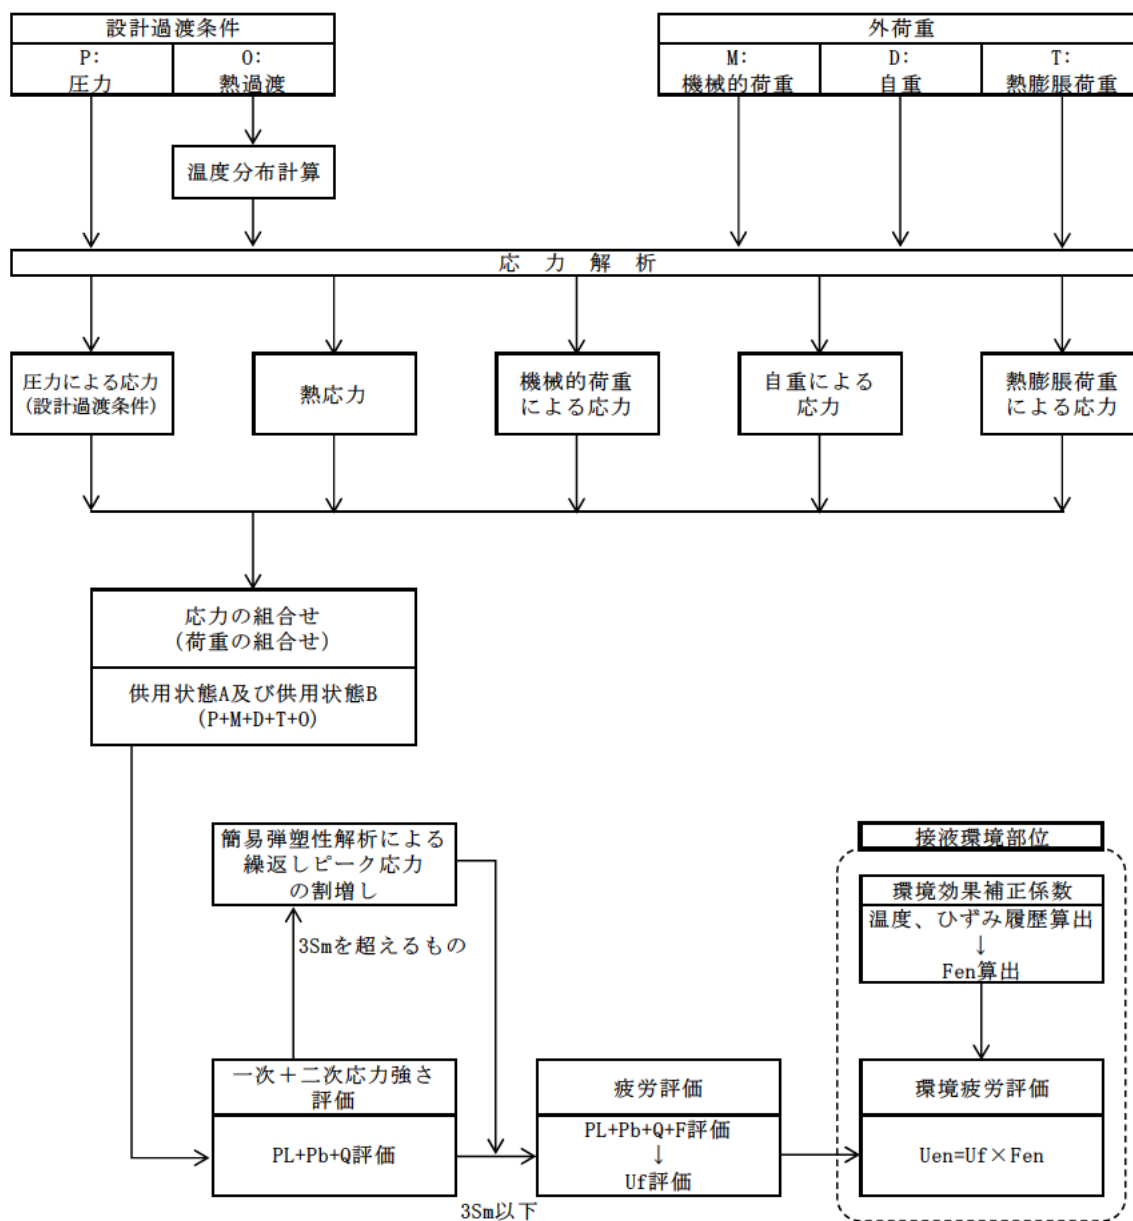 設計過渡条件
P:
圧力
O:
熱過渡
外荷重
M:
機械的荷重
D:
自重
T:
熱膨脹荷重
温度分布計算
応 力 解 析
圧力による応力
(設計過渡条件)
熱応力
機械的荷重
による応力
自重による
応力
熱膨脹荷重
による応力
応力の組合せ
(荷重の組合せ)
供用状態A及び供用状態B
(P+M+D+T+O)
簡易弾塑性解析による
繰返しピーク応力
の割増し
3Smを超えるもの
一次＋二次応力強さ
評価
PL+Pb+Q評価
3Sm以下
疲労評価
PL+Pb+Q+F評価
↓
Uf評価
接液環境部位
環境効果補正係数
温度、ひずみ履歴算出
↓
Fen算出
環境疲労評価
Uen=Uf×Fen